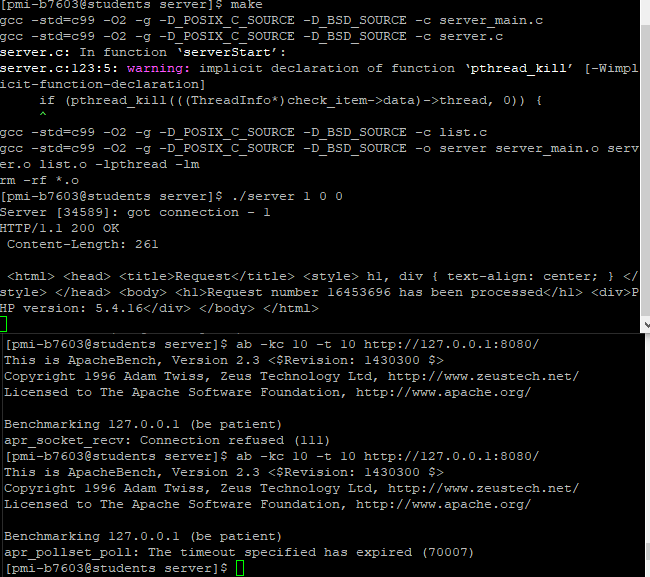 [pmi-b7603@students server]$ make
gcc -std=c99 -O2 -g -D_POSIX_C_SOURCE -D_BSD_SOURCE -c server_main.c
gcc -std=c99 -O2 -g -D_POSIX_C_SOURCE -D_BSD_SOURCE -c server.c
server.c: In function ‘serverStart’:
server.c:123:5: warning: implicit declaration of function ‘pthread_kill’ [-Wimpl
icit-function-declaration]
     if (pthread_kill(((ThreadInfo*)check_item->data)->thread, 0)) {
     ^
gcc -std=c99 -O2 -g -D_POSIX_C_SOURCE -D_BSD_SOURCE -c list.c
gcc -std=c99 -O2 -g -D_POSIX_C_SOURCE -D_BSD_SOURCE -o server server_main.o serv
er.o list.o -lpthread -lm
rm -rf *.o
[pmi-b7603@students server]$ ./server 1 0 0
Server [34589]: got connection - 1
HTTP/1.1 200 OK
 Content-Length: 261

 <html> <head> <title>Request</title> <style> h1, div { text-align: center; } </
style> </head> <body> <h1>Request number 16453696 has been processed</h1> <div>P
HP version: 5.4.16</div> </body> </html>
[pmi-b7603@students server]$ ab -kc 10 -t 10 http://127.0.0.1:8080/
This is ApacheBench, Version 2.3 <$Revision: 1430300 $>
Copyright 1996 Adam Twiss, Zeus Technology Ltd, http://www.zeustech.net/
Licensed to The Apache Software Foundation, http://www.apache.org/

Benchmarking 127.0.0.1 (be patient)
apr_socket_recv: Connection refused (111)
[pmi-b7603@students server]$ ab -kc 10 -t 10 http://127.0.0.1:8080/
This is ApacheBench, Version 2.3 <$Revision: 1430300 $>
Copyright 1996 Adam Twiss, Zeus Technology Ltd, http://www.zeustech.net/
Licensed to The Apache Software Foundation, http://www.apache.org/

Benchmarking 127.0.0.1 (be patient)
apr_pollset_poll: The timeout specified has expired (70007)
[pmi-b7603@students server]$